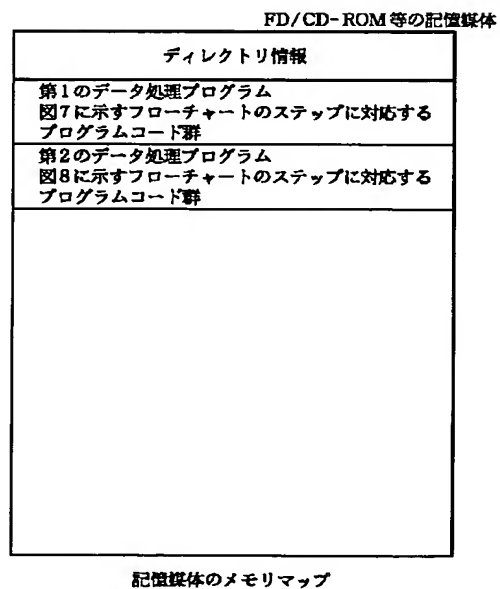 FD/CD-ROM等の記憶媒体
ディレクトリ情報
第1のデータ処理プログラム
図7に示すフローチャートのステップに対応する
プログラムコード群
第2のデータ処理プログラム
図8に示すフローチャートのステップに対応する
プログラムコード群
記憶媒体のメモリマップ